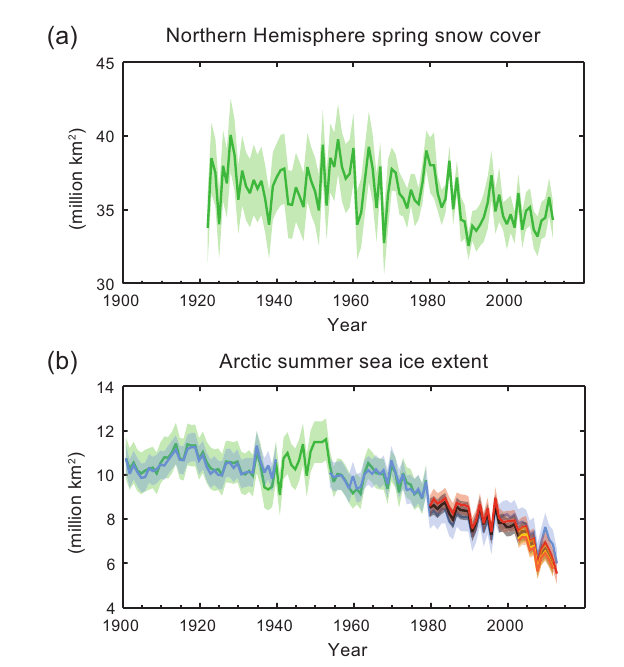 (a) Northern Hemisphere spring snow cover
45
40
35
30
(million km²)
1900 1920 1940 1960 1980 2000
Year
(b) Arctic summer sea ice extent
14
12
10
8
6
4
(million km²)
1900 1920 1940 1960 1980 2000
Year